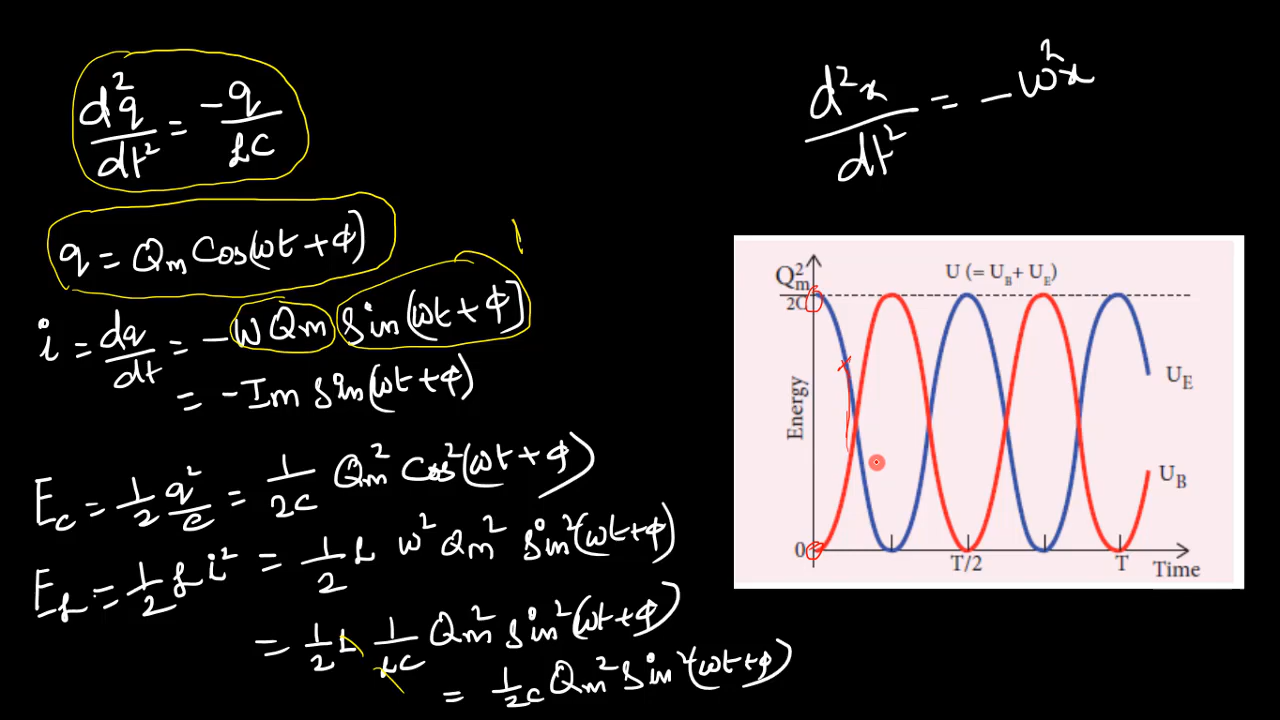 d²q/dt² = -q/LC
d²x/dt² = -ω²x
q = Qm Cos(ωt + φ)
i = dq/dt = -ωQm Sin(ωt + φ)
= -Im Sin(ωt + φ)
Ec = 1/2 q²/c = 1/2c Qm² Cos²(ωt + φ)
EL = 1/2 L i² = 1/2 L ω² Qm² Sin²(ωt + φ)
= 1/2 L 1/LC Qm² Sin²(ωt + φ)
= 1/2c Qm² Sin²(ωt + φ)
Q²m
2C
U (= UB + UE)
Energy
UE
UB
0
T/2
T
Time